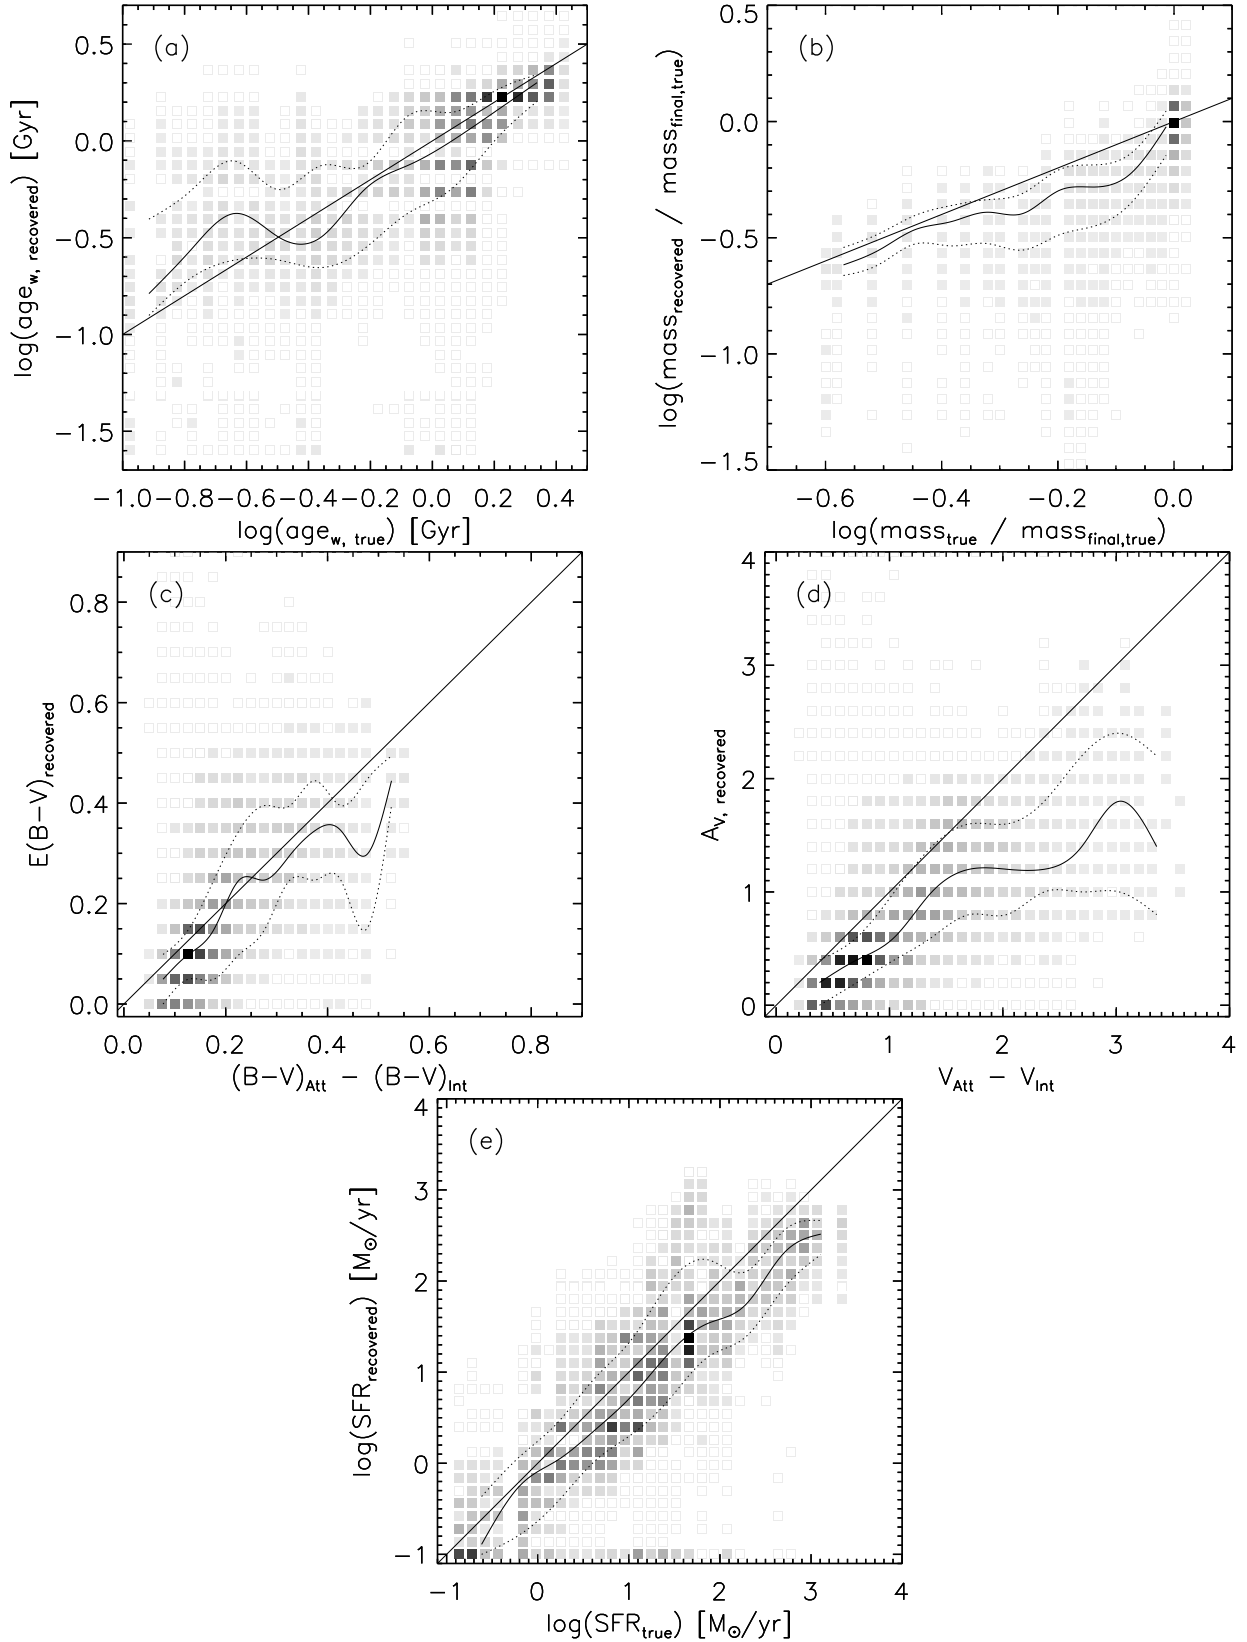 (a)
0.5
0.0
−0.5
−1.0
−1.5
log(age_w, recovered) [Gyr]
−1.0 −0.8 −0.6 −0.4 −0.2 0.0 0.2 0.4
log(age_w, true) [Gyr]
(b)
0.5
0.0
−0.5
−1.0
−1.5
log(mass_recovered / mass_final,true)
−0.6 −0.4 −0.2 0.0
log(mass_true / mass_final,true)
(c)
0.8
0.6
0.4
0.2
0.0
E(B−V)_recovered
0.0 0.2 0.4 0.6 0.8
(B−V)_Att − (B−V)_Int
(d)
4
3
2
1
0
A_V, recovered
0 1 2 3 4
V_Att − V_Int
(e)
4
3
2
1
0
−1
log(SFR_recovered) [M_⊙/yr]
−1 0 1 2 3 4
log(SFR_true) [M_⊙/yr]